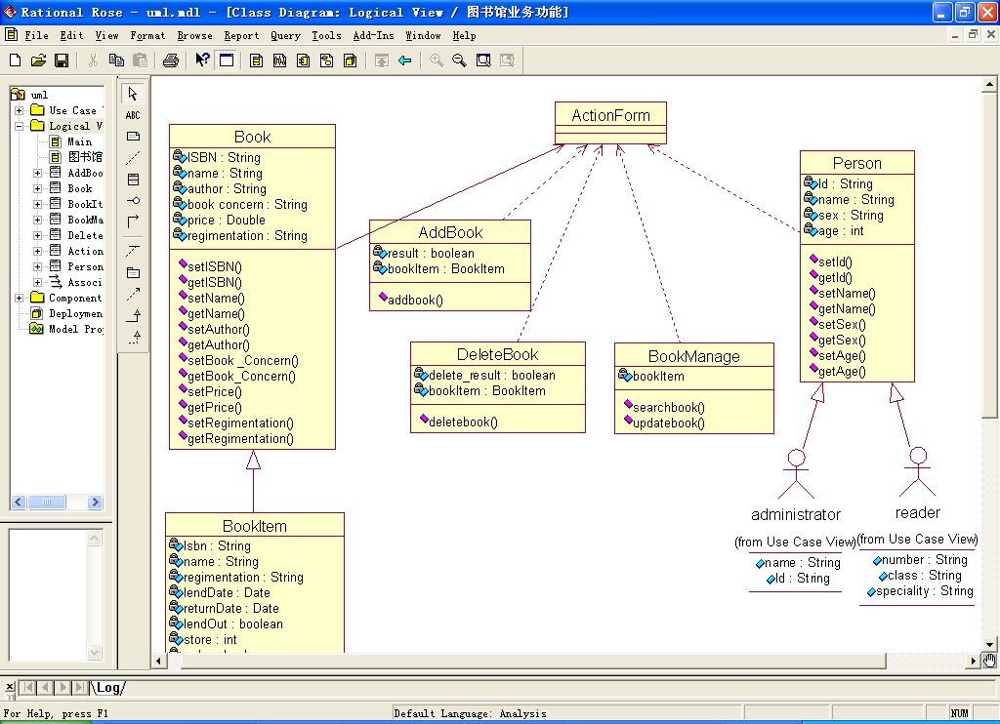 Rational Rose - uml.mdl - [Class Diagram: Logical View / 图书馆业务功能]
File Edit View Format Browse Report Query Tools Add-Ins Window Help
uml
Use Case
Logical V
Main
图书馆
AddBoo
Book
BookIt
BookMa
Delete
Action
Person
Associ
Component
Deploymen
Model Pro
ABC
Book
ISBN : String
name : String
author : String
book concern : String
price : Double
regimentation : String
setISBN()
getISBN()
setName()
getName()
setAuthor()
getAuthor()
setBook _Concern()
getBook_Concern()
setPrice()
getPrice()
setRegimentation()
getRegimentation()
ActionForm
AddBook
result : boolean
bookItem : BookItem
addbook()
DeleteBook
delete_result : boolean
bookItem : BookItem
deletebook()
BookManage
bookItem
searchbook()
updatebook()
Person
Id : String
name : String
sex : String
age : int
setId()
getId()
setName()
getName()
setSex()
getSex()
setAge()
getAge()
BookItem
Isbn : String
name : String
regimentation : String
lendDate : Date
returnDate : Date
lendOut : boolean
store : int
administrator
(from Use Case View)
name : String
Id : String
reader
(from Use Case View)
number : String
class : String
speciality : String
Log
For Help, press F1
Default Language: Analysis
NUM